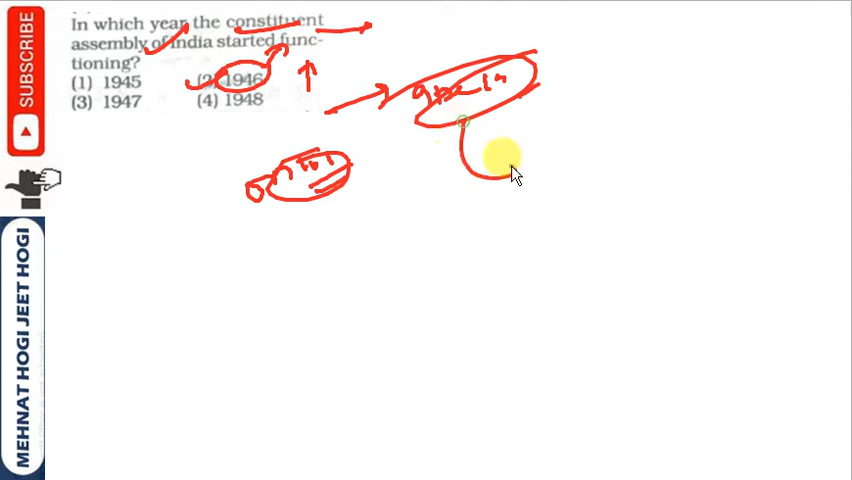 In which year the constituent
assembly of India started func-
tioning?
(1) 1945 (2) 1946
(3) 1947 (4) 1948
SUBSCRIBE
MEHNAT HOGI JEET HOGI